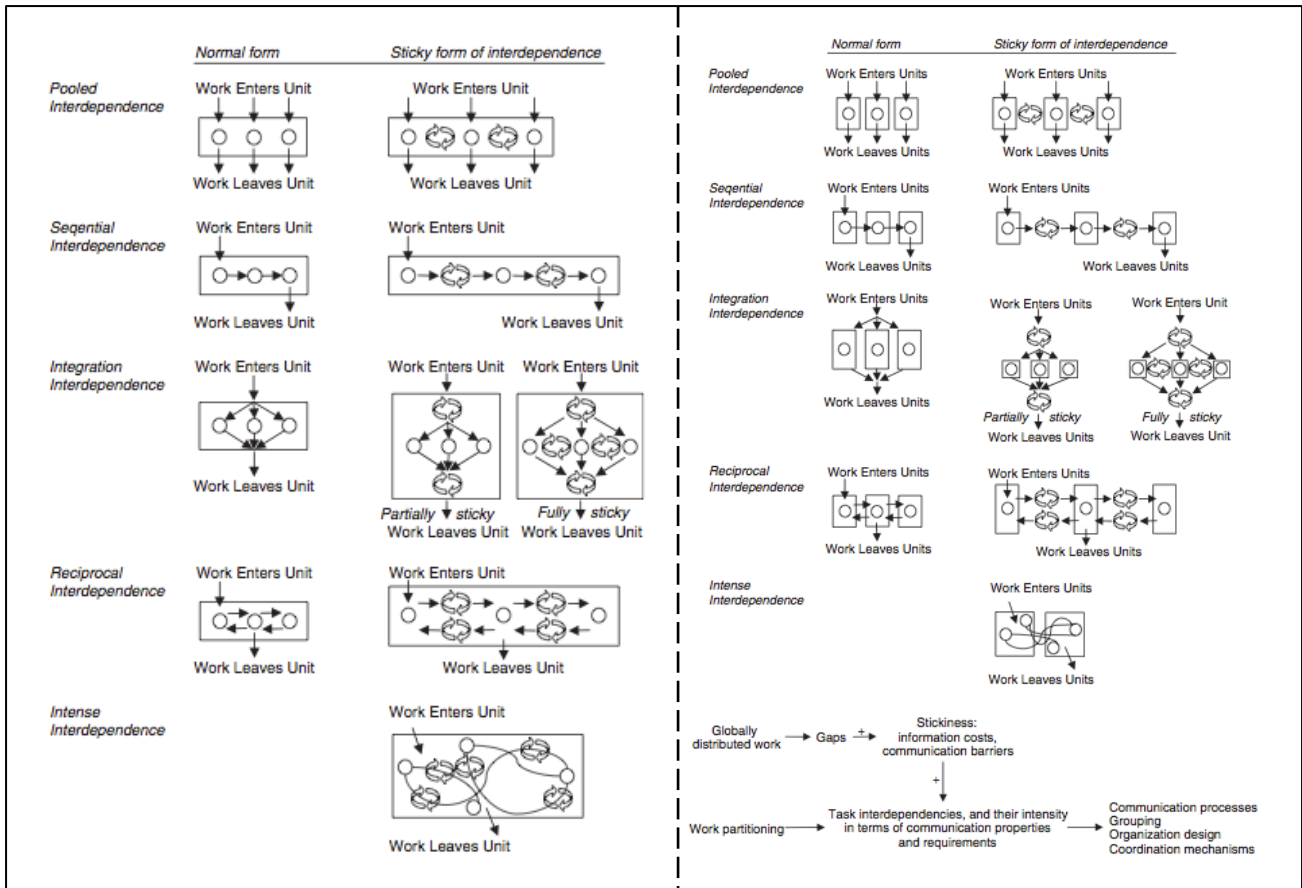 Normal form
Sticky form of interdependence
Pooled
Interdependence
Work Enters Unit
Work Enters Unit
Work Leaves Unit
Work Leaves Unit
Seqential
Interdependence
Work Enters Unit
Work Enters Unit
Work Leaves Unit
Work Leaves Unit
Integration
Interdependence
Work Enters Unit
Work Enters Unit
Work Enters Unit
Work Leaves Unit
Partially sticky
Fully sticky
Work Leaves Unit
Work Leaves Unit
Reciprocal
Interdependence
Work Enters Unit
Work Enters Unit
Work Leaves Unit
Work Leaves Unit
Intense
Interdependence
Work Enters Unit
Work Leaves Unit
Normal form
Sticky form of interdependence
Pooled
Interdependence
Work Enters Units
Work Enters Units
Work Leaves Units
Work Leaves Units
Seqential
Interdependence
Work Enters Units
Work Enters Units
Work Leaves Units
Work Leaves Units
Integration
Interdependence
Work Enters Units
Work Enters Units
Work Enters Unit
Work Leaves Units
Partially sticky
Fully sticky
Work Leaves Units
Work Leaves Unit
Reciprocal
Interdependence
Work Enters Units
Work Enters Units
Work Leaves Units
Work Leaves Units
Intense
Interdependence
Work Enters Units
Work Leaves Units
Globally
distributed work
Gaps
+
Stickiness:
information costs,
communication barriers
+
Work partitioning
Task interdependencies, and their intensity
in terms of communication properties
and requirements
Communication processes
Grouping
Organization design
Coordination mechanisms